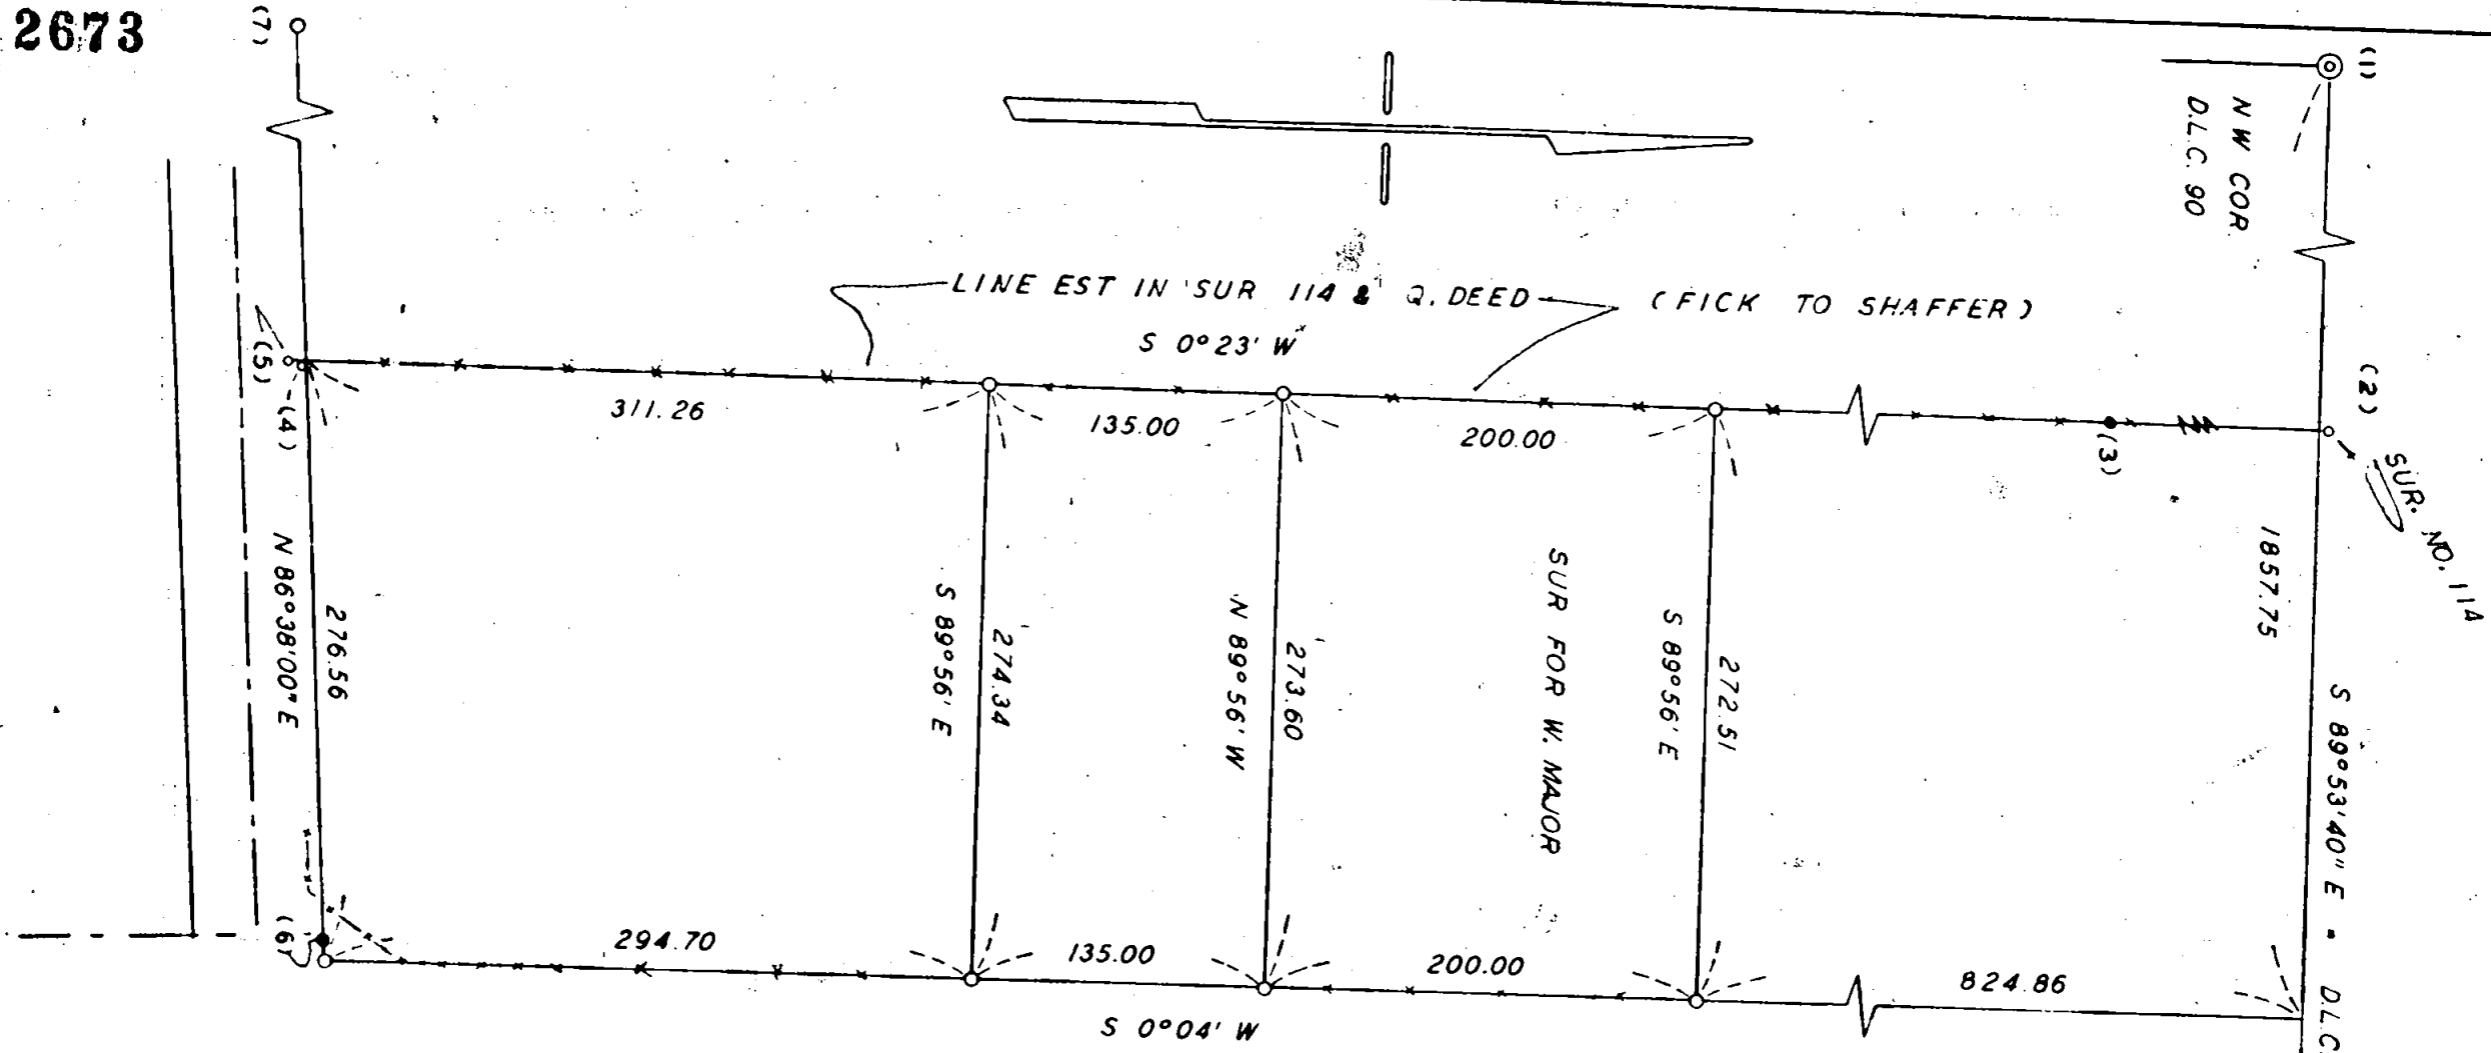 2673
(7)
(1)
N W COR
D.L.C. 90
LINE EST IN SUR 114 & Q. DEED
(FICK TO SHAFFER)
S 0°23' W
(2)
SUR. NO. 114
(3)
(5)
(4)
311.26
135.00
200.00
1857.75
S 89°53'40" E
D.L.C.
N 86°38'00" E
276.56
S 89°56' E
274.34
N 89°56' W
273.60
SUR FOR W. MAJOR
S 89°56' E
272.51
(6)
294.70
135.00
200.00
824.86
S 0°04' W